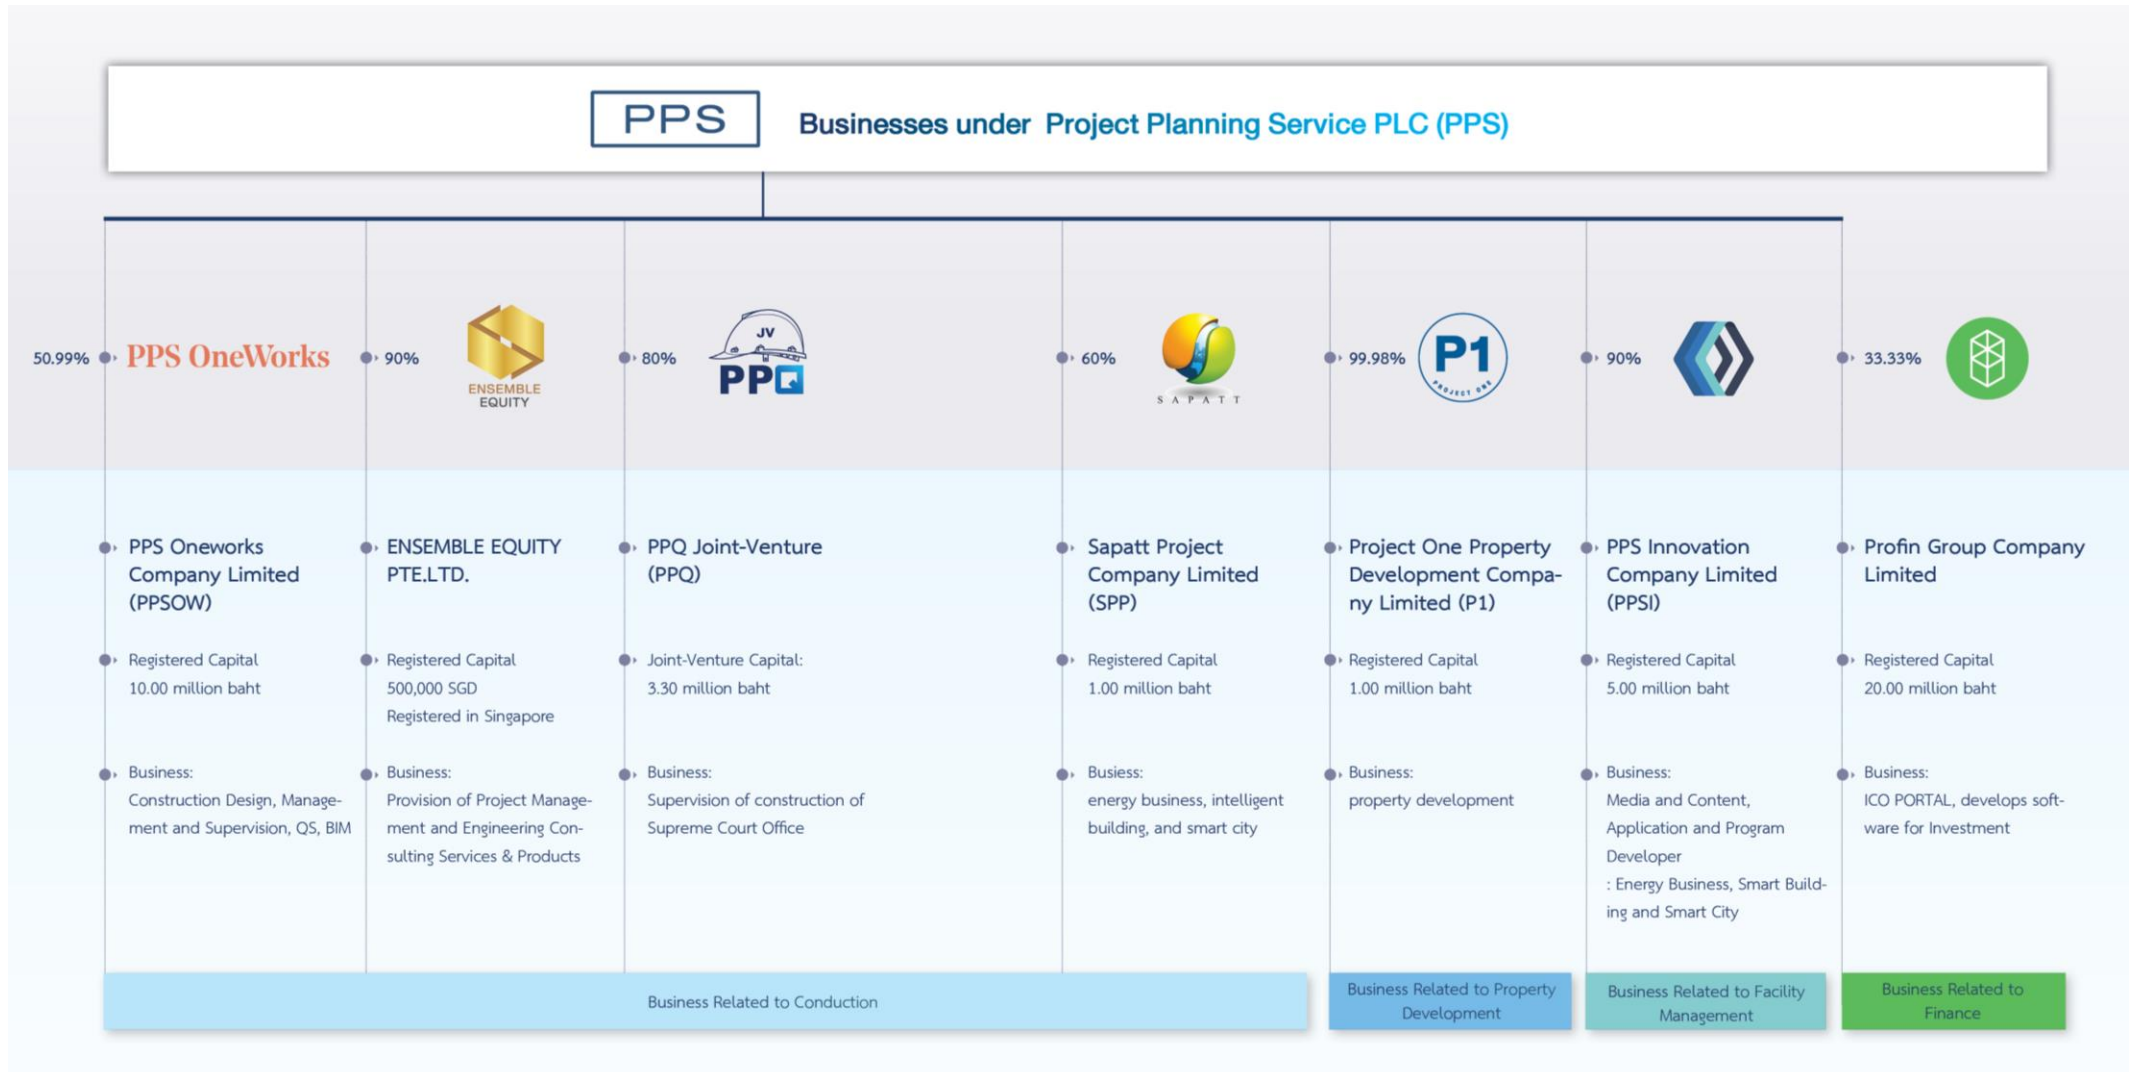 PPS
Businesses under Project Planning Service PLC (PPS)
50.99%
PPS OneWorks
90%
ENSEMBLE
EQUITY
80%
JV
PPQ
60%
SAPATT
99.98%
P1
PROJECT ONE
90%
33.33%
PPS Oneworks
Company Limited
(PPSOW)
Registered Capital
10.00 million baht
Business:
Construction Design, Manage-
ment and Supervision, QS, BIM
ENSEMBLE EQUITY
PTE.LTD.
Registered Capital
500,000 SGD
Registered in Singapore
Business:
Provision of Project Manage-
ment and Engineering Con-
sulting Services & Products
PPQ Joint-Venture
(PPQ)
Joint-Venture Capital:
3.30 million baht
Business:
Supervision of construction of
Supreme Court Office
Sapatt Project
Company Limited
(SPP)
Registered Capital
1.00 million baht
Busiess:
energy business, intelligent
building, and smart city
Project One Property
Development Compa-
ny Limited (P1)
Registered Capital
1.00 million baht
Business:
property development
PPS Innovation
Company Limited
(PPSI)
Registered Capital
5.00 million baht
Business:
Media and Content,
Application and Program
Developer
: Energy Business, Smart Build-
ing and Smart City
Profin Group Company
Limited
Registered Capital
20.00 million baht
Business:
ICO PORTAL, develops soft-
ware for Investment
Business Related to Conduction
Business Related to Property
Development
Business Related to Facility
Management
Business Related to
Finance